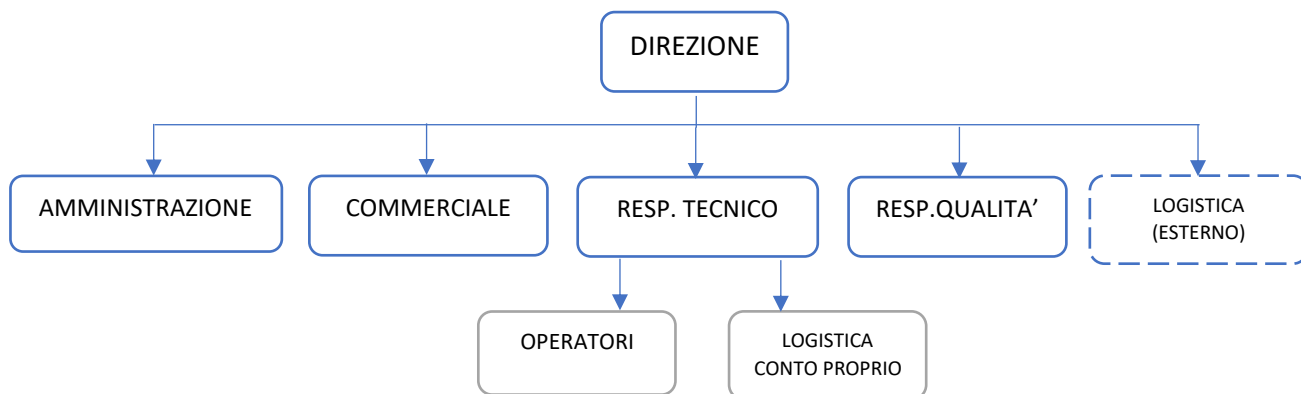 DIREZIONE
AMMINISTRAZIONE
COMMERCIALE
RESP. TECNICO
RESP.QUALITA’
LOGISTICA
(ESTERNO)
OPERATORI
LOGISTICA
CONTO PROPRIO